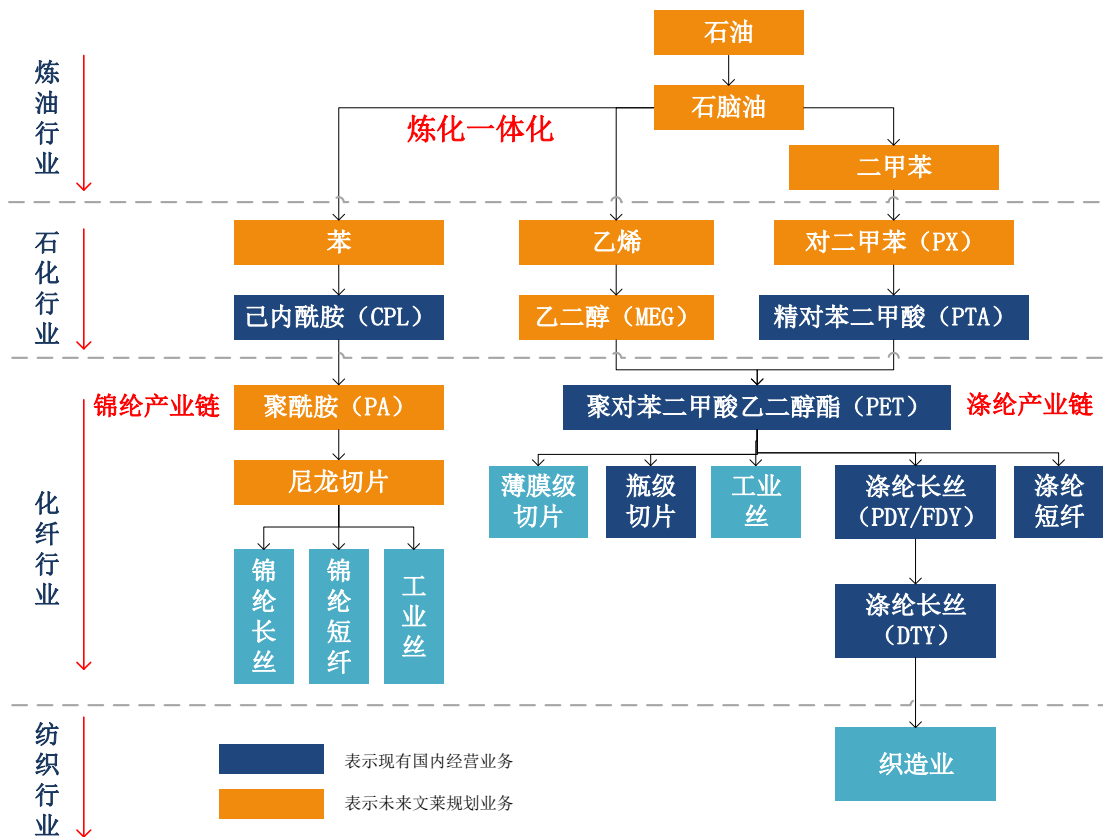 石油
炼油行业
石脑油
炼化一体化
二甲苯
石化行业
苯
乙烯
对二甲苯（PX）
己内酰胺（CPL）
乙二醇（MEG）
精对苯二甲酸（PTA）
锦纶产业链
聚酰胺（PA）
聚对苯二甲酸乙二醇酯（PET）
涤纶产业链
化纤行业
尼龙切片
薄膜级
切片
瓶级
切片
工业
丝
涤纶长丝
（PDY/FDY）
涤纶
短纤
锦纶长丝
锦纶短纤
工业丝
涤纶长丝
（DTY）
纺织行业
表示现有国内经营业务
织造业
表示未来文莱规划业务